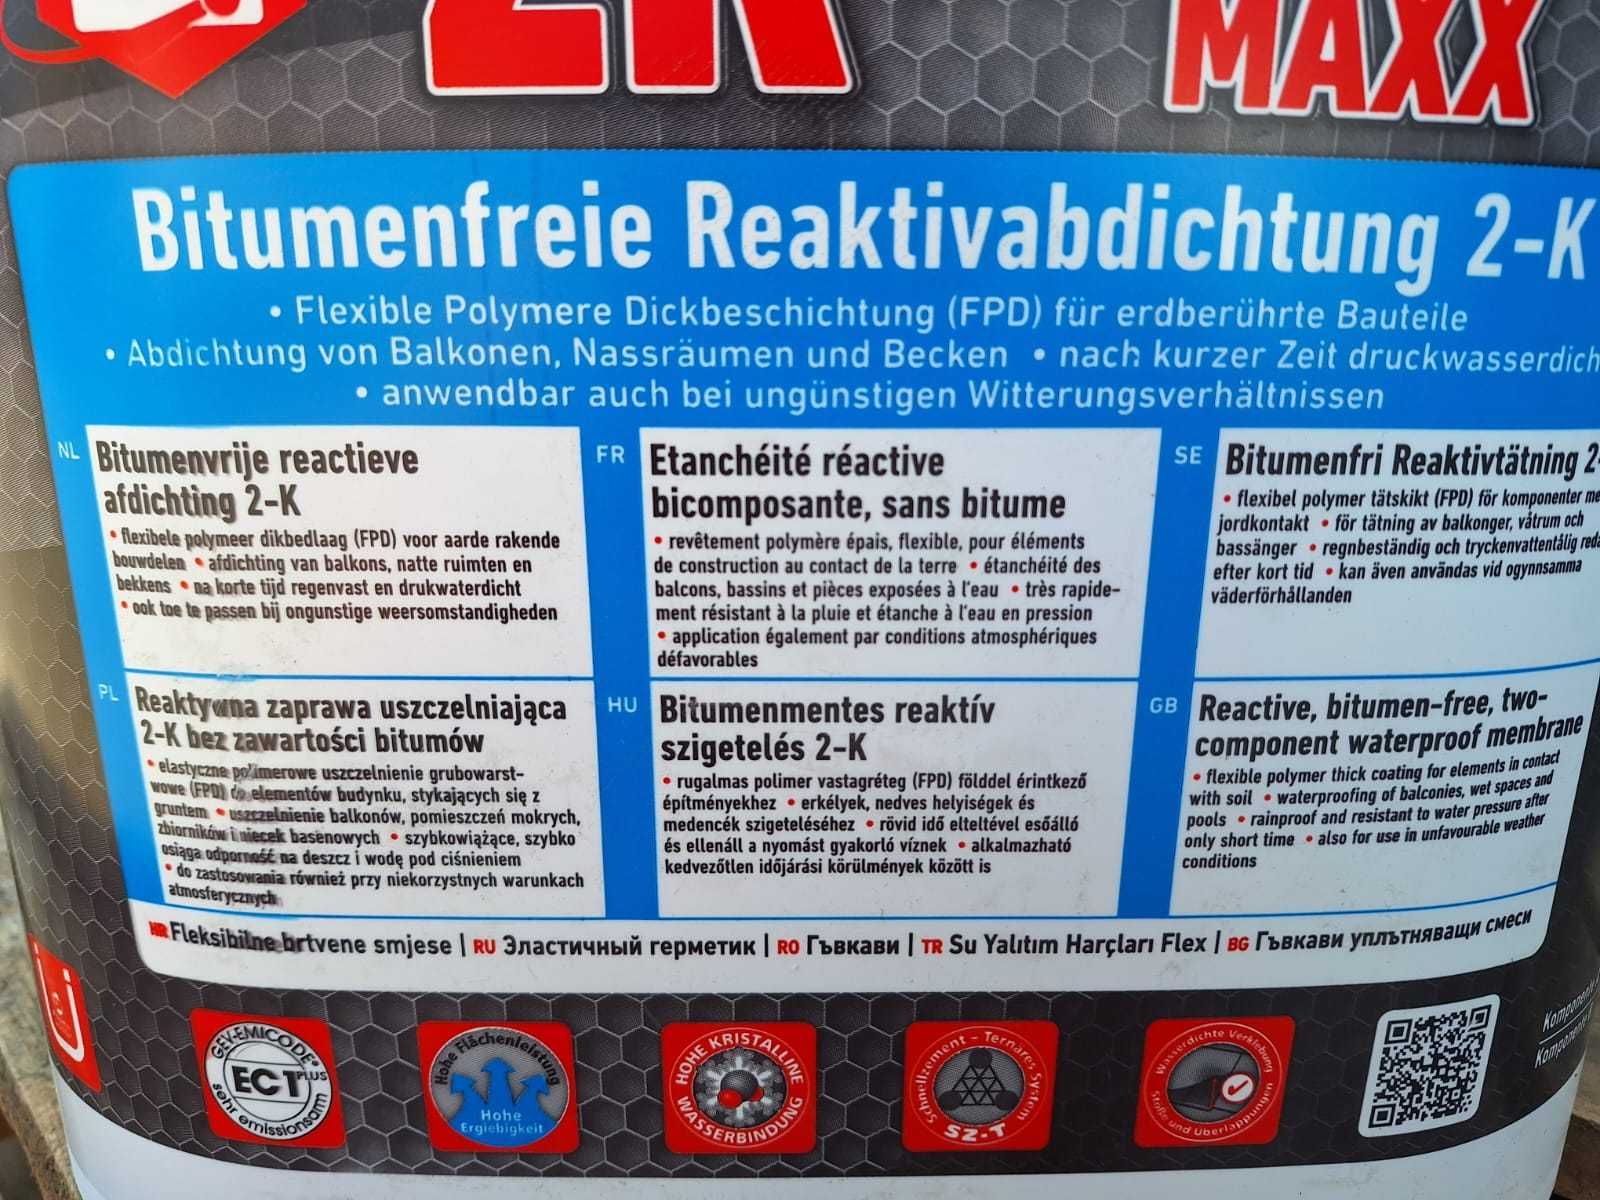 2K
MAXX
Bitumenfreie Reaktivabdichtung 2-K
• Flexible Polymere Dickbeschichtung (FPD) für erdberührte Bauteile
• Abdichtung von Balkonen, Nassräumen und Becken • nach kurzer Zeit druckwasserdich
• anwendbar auch bei ungünstigen Witterungsverhältnissen
NL
Bitumenvrije reactieve
afdichting 2-K
• flexibele polymeer dikbedlaag (FPD) voor aarde rakende
bouwdelen • afdichting van balkons, natte ruimten en
bekkens • na korte tijd regenvast en drukwaterdicht
• ook toe te passen bij ongunstige weersomstandigheden
FR
Etanchéité réactive
bicomposante, sans bitume
• revêtement polymère épais, flexible, pour éléments
de construction au contact de la terre • étanchéité des
balcons, bassins et pièces exposées à l'eau • très rapide-
ment résistant à la pluie et étanche à l'eau en pression
• application également par conditions atmosphériques
défavorables
SE
Bitumenfri Reaktivtätning 2-
• flexibel polymer tätskikt (FPD) för komponenter me
jordkontakt • för tätning av balkonger, våtrum och
bassänger • regnbeständig och tryckenvattentålig reda
efter kort tid • kan även användas vid ogynnsamma
väderförhållanden
PL
Reaktywna zaprawa uszczelniająca
2-K bez zawartości bitumów
• elastyczne polimerowe uszczelnienie grubowarst-
wowe (FPD) do elementów budynku, stykających się z
gruntem • uszczelnienie balkonów, pomieszczeń mokrych,
zbiorników i niecek basenowych • szybkowiążące, szybko
osiąga odporność na deszcz i wodę pod ciśnieniem
• do zastosowania również przy niekorzystnych warunkach
atmosferycznych
HU
Bitumenmentes reaktív
szigetelés 2-K
• rugalmas polimer vastagréteg (FPD) földdel érintkező
építményekhez • erkélyek, nedves helyiségek és
medencék szigeteléséhez • rövid idő elteltével esőálló
és ellenáll a nyomást gyakorló víznek • alkalmazható
kedvezőtlen időjárási körülmények között is
GB
Reactive, bitumen-free, two-
component waterproof membrane
• flexible polymer thick coating for elements in contact
with soil • waterproofing of balconies, wet spaces and
pools • rainproof and resistant to water pressure after
only short time • also for use in unfavourable weather
conditions
HR Fleksibilne brtvene smjese | RU Эластичный герметик | RO Гъвкави | TR Su Yalıtım Harçları Flex | BG Гъвкави уплътняващи смеси
GEV-EMICODE®
ECT PLUS
sehr emissionsarm
Hohe Flächenleistung
Hohe
Ergiebigkeit
HOHE KRISTALLINE
WASSERBINDUNG
Schnellzement - Ternäres System
SZ-T
Wasserdichte Verklebung
Stöße und Überlappungen
Komponente
Komponente